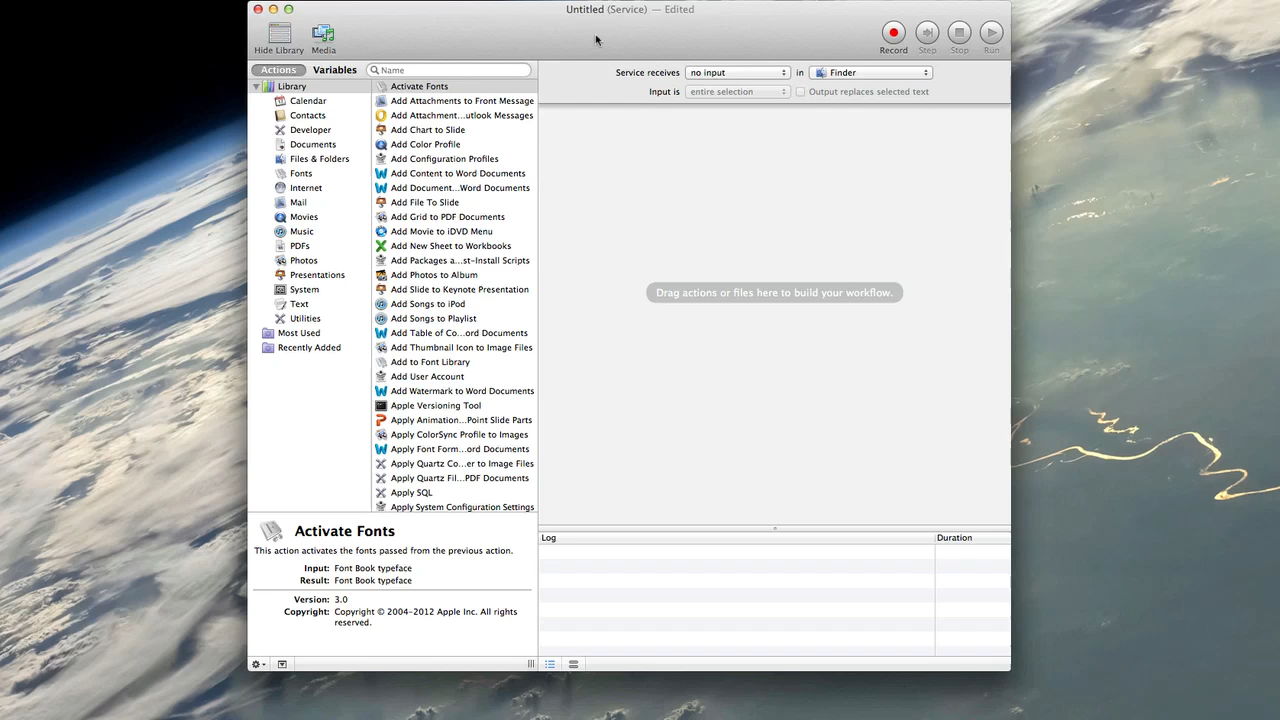 Untitled (Service) — Edited
Hide Library
Media
Record
Step
Stop
Run
Actions
Variables
Name
Service receives
no input
in
Finder
Input is
entire selection
Output replaces selected text
Library
Calendar
Contacts
Developer
Documents
Files & Folders
Fonts
Internet
Mail
Movies
Music
PDFs
Photos
Presentations
System
Text
Utilities
Most Used
Recently Added
Activate Fonts
Add Attachments to Front Message
Add Attachment...utlook Messages
Add Chart to Slide
Add Color Profile
Add Configuration Profiles
Add Content to Word Documents
Add Document...Word Documents
Add File To Slide
Add Grid to PDF Documents
Add Movie to iDVD Menu
Add New Sheet to Workbooks
Add Packages a...st-Install Scripts
Add Photos to Album
Add Slide to Keynote Presentation
Add Songs to iPod
Add Songs to Playlist
Add Table of Co...ord Documents
Add Thumbnail Icon to Image Files
Add to Font Library
Add User Account
Add Watermark to Word Documents
Apple Versioning Tool
Apply Animation...Point Slide Parts
Apply ColorSync Profile to Images
Apply Font Form...ord Documents
Apply Quartz Co...er to Image Files
Apply Quartz Fil...PDF Documents
Apply SQL
Apply System Configuration Settings
Drag actions or files here to build your workflow.
Log
Duration
Activate Fonts
This action activates the fonts passed from the previous action.
Input: Font Book typeface
Result: Font Book typeface
Version: 3.0
Copyright: Copyright © 2004-2012 Apple Inc. All rights
reserved.